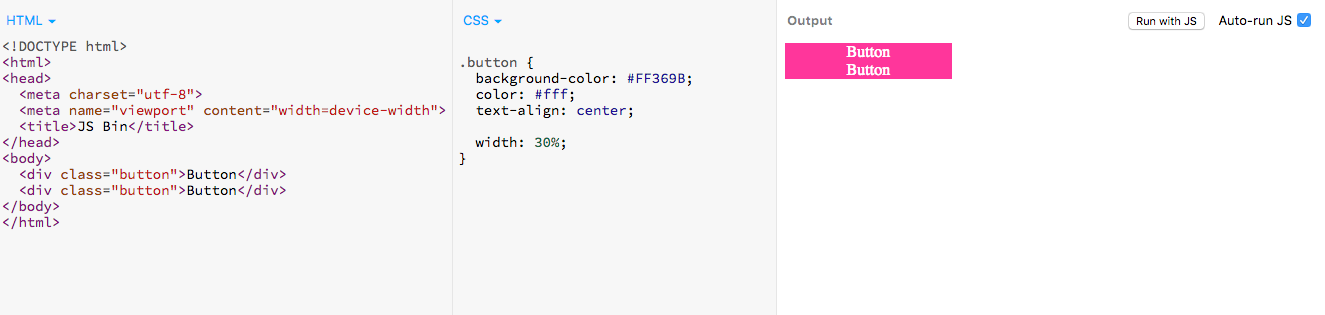 HTML
<!DOCTYPE html>
<html>
<head>
  <meta charset="utf-8">
  <meta name="viewport" content="width=device-width">
  <title>JS Bin</title>
</head>
<body>
  <div class="button">Button</div>
  <div class="button">Button</div>
</body>
</html>
CSS
.button {
  background-color: #FF369B;
  color: #fff;
  text-align: center;
  width: 30%;
}
Output
Run with JS
Auto-run JS
Button
Button